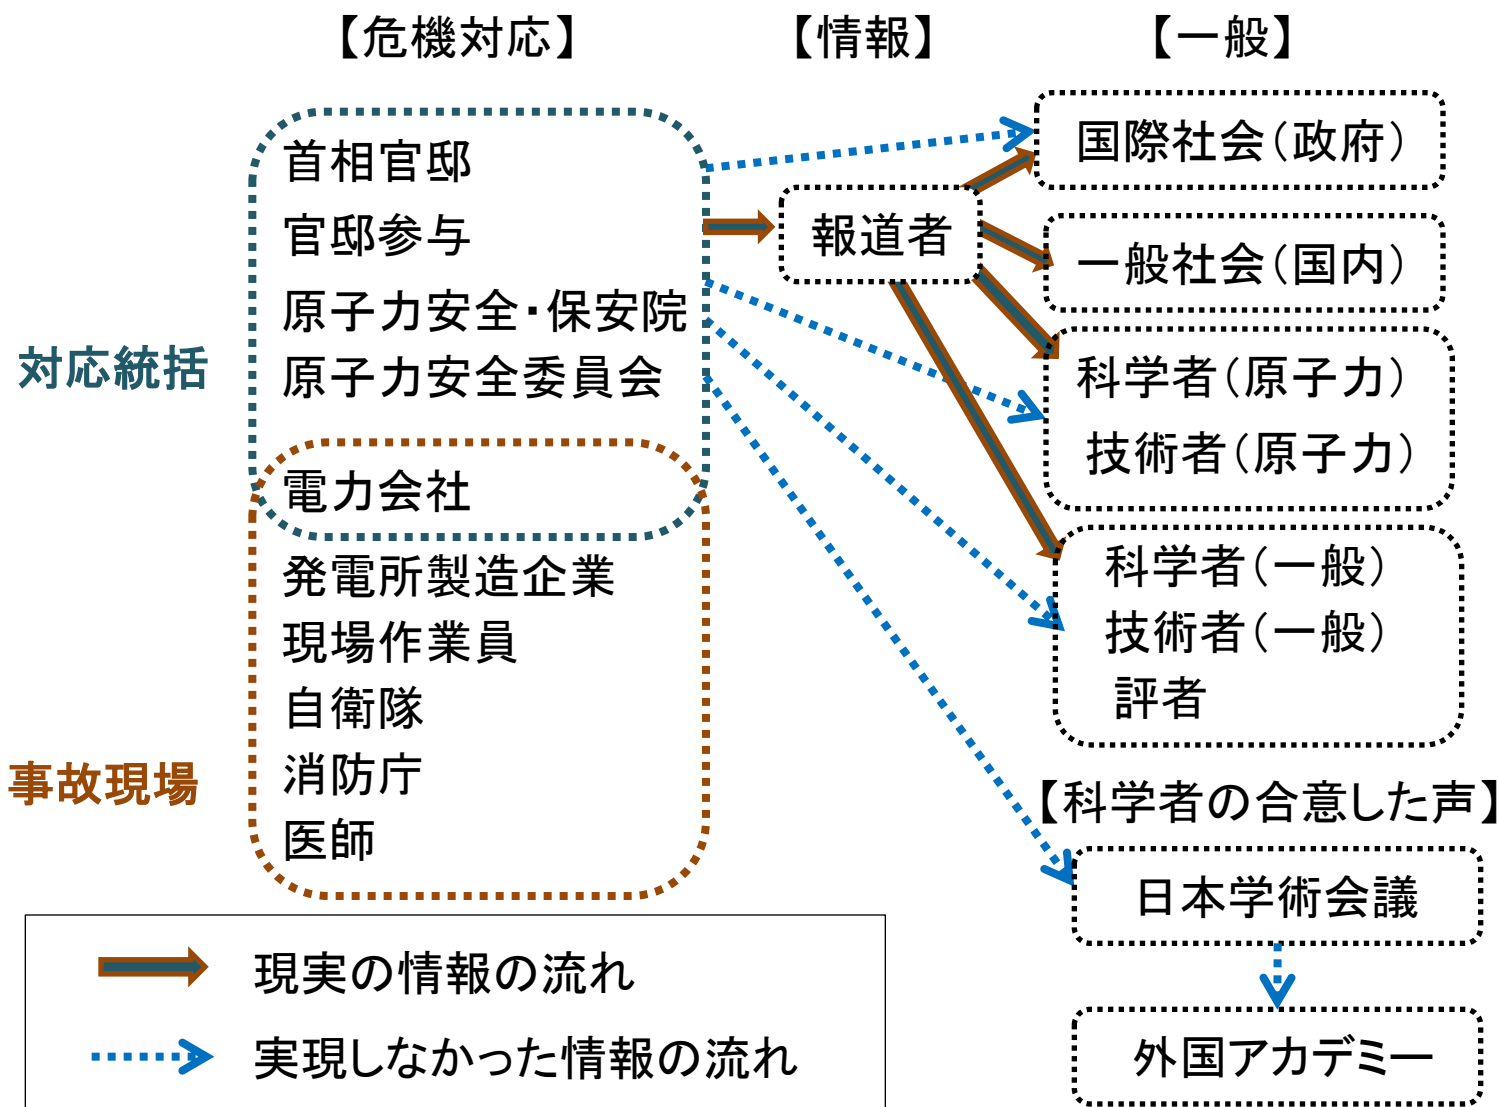 【危機対応】
【情報】
【一般】
首相官邸
官邸参与
原子力安全・保安院
原子力安全委員会
対応統括
電力会社
発電所製造企業
現場作業員
自衛隊
消防庁
医師
事故現場
報道者
国際社会(政府)
一般社会(国内)
科学者(原子力)
技術者(原子力)
科学者(一般)
技術者(一般)
評者
【科学者の合意した声】
日本学術会議
外国アカデミー
現実の情報の流れ
実現しなかった情報の流れ